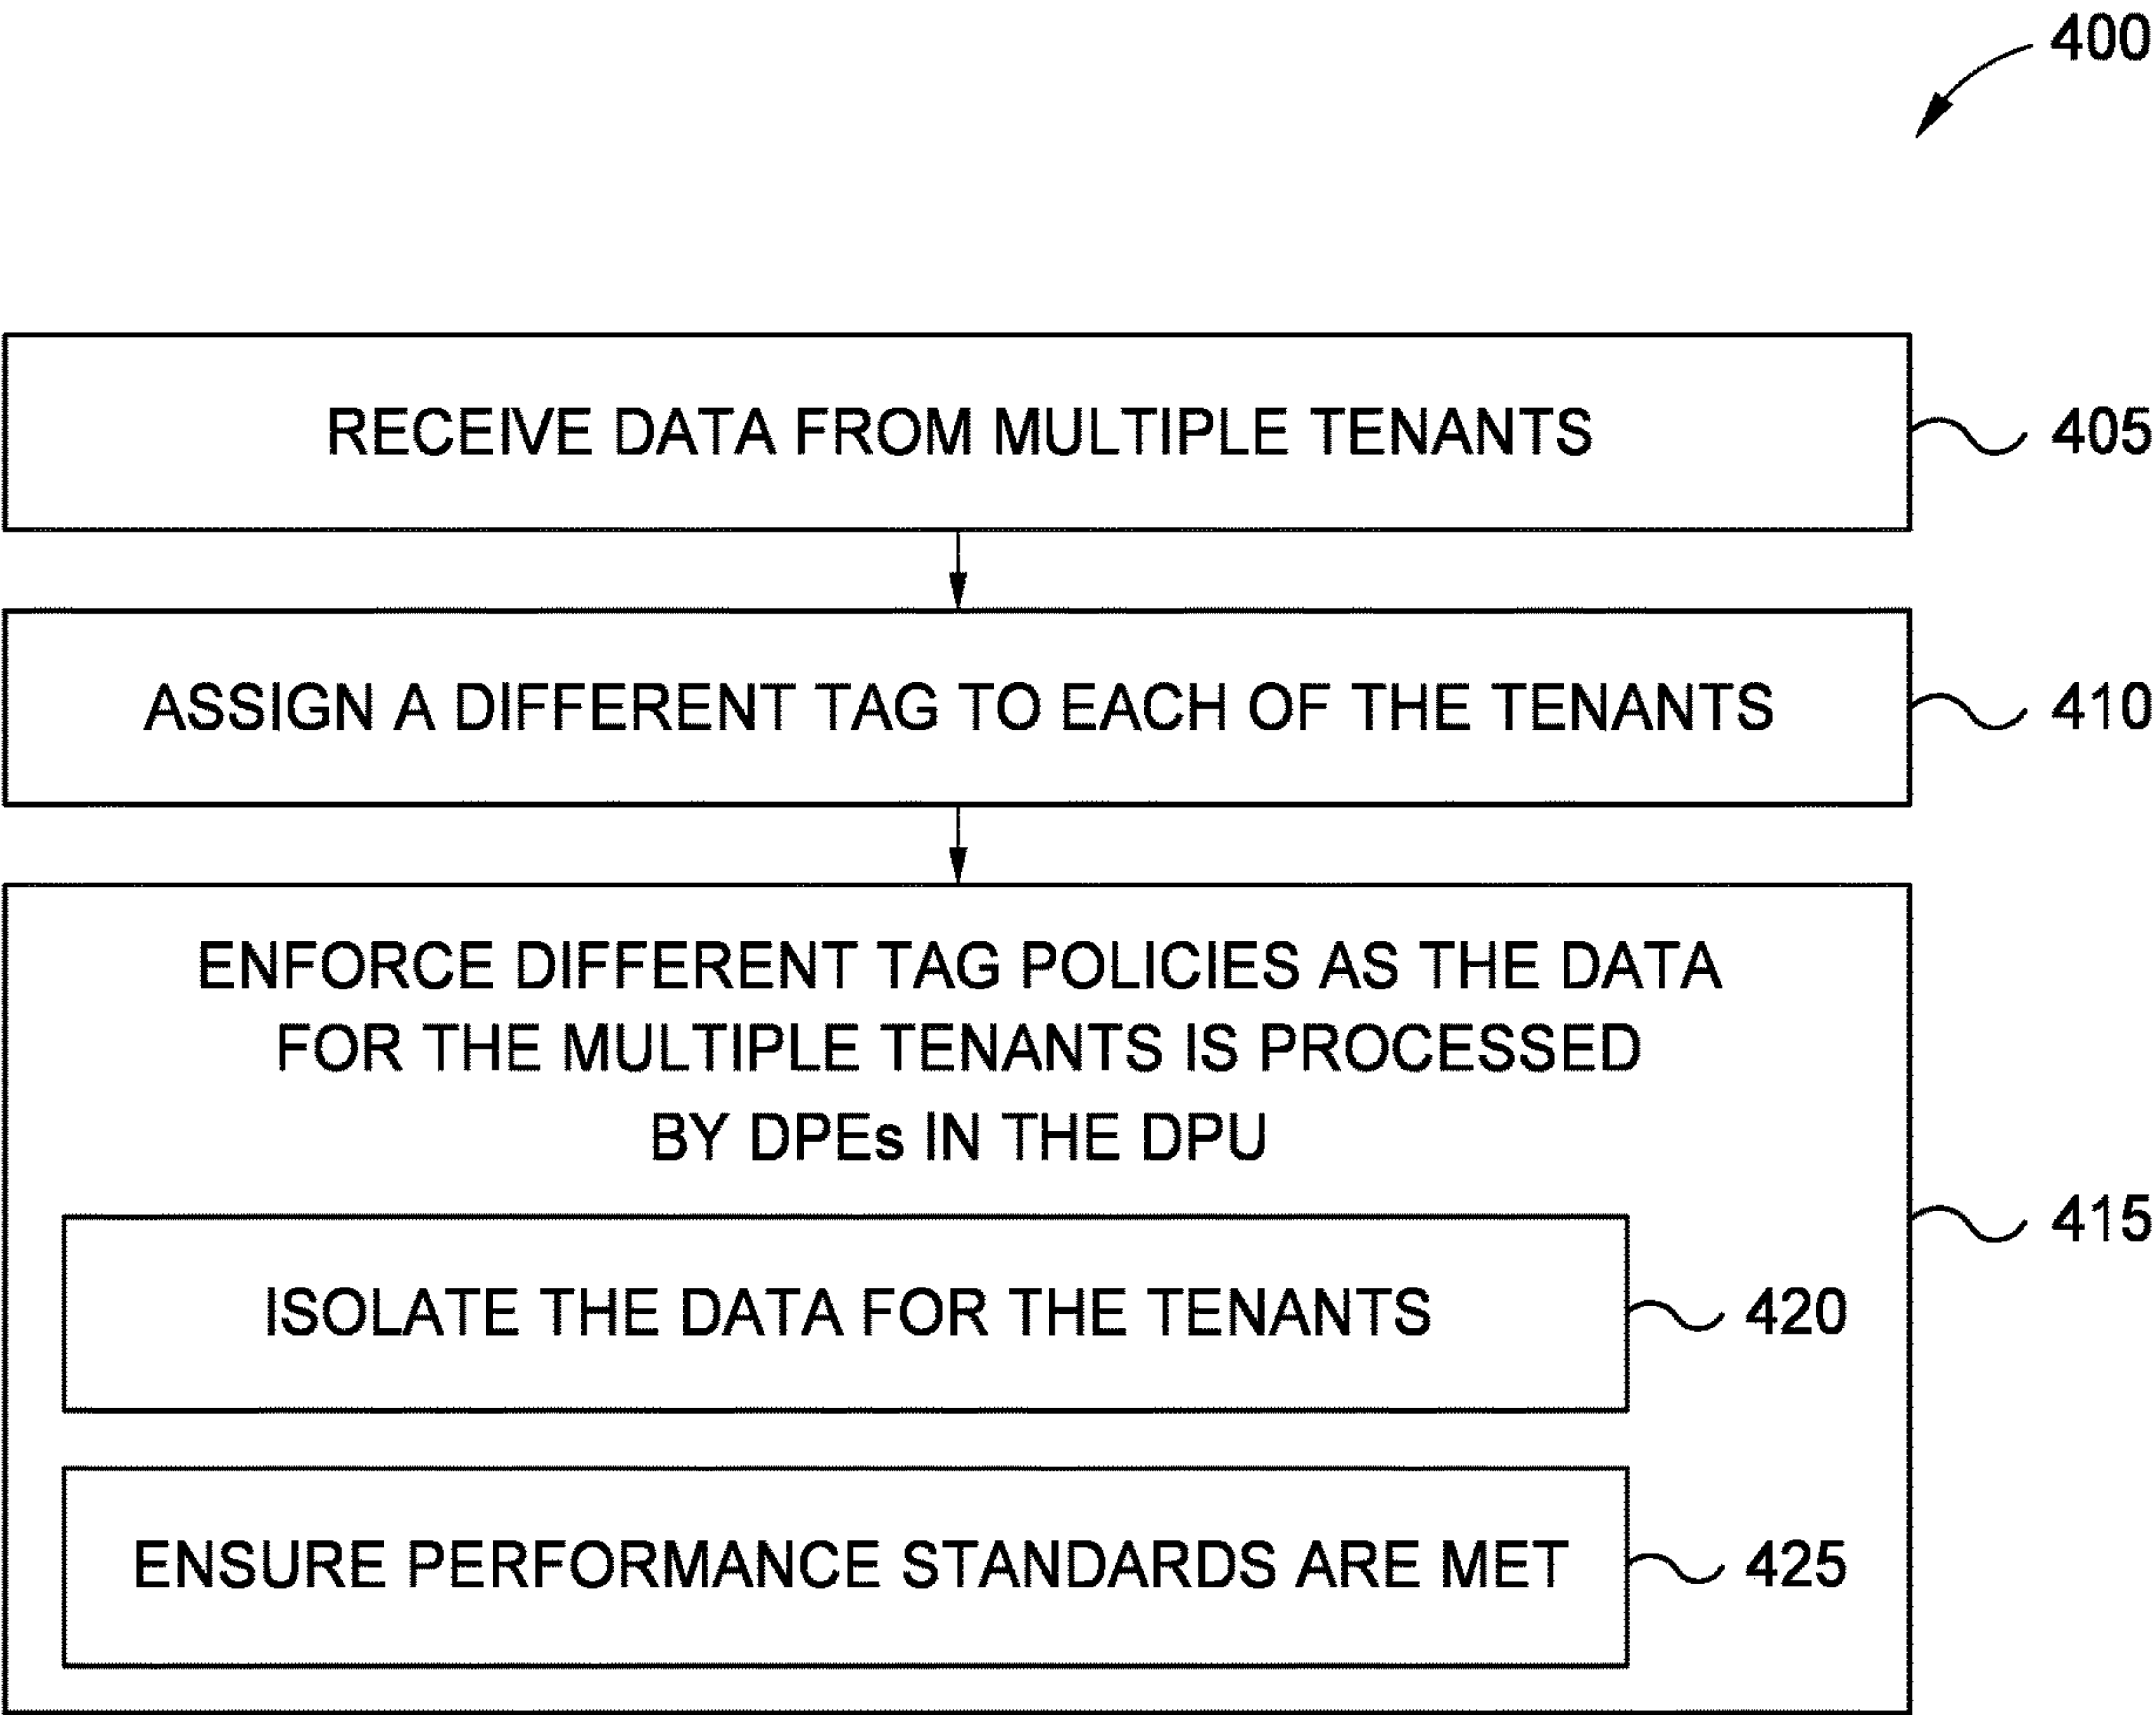 400
RECEIVE DATA FROM MULTIPLE TENANTS
405
ASSIGN A DIFFERENT TAG TO EACH OF THE TENANTS
410
ENFORCE DIFFERENT TAG POLICIES AS THE DATA
FOR THE MULTIPLE TENANTS IS PROCESSED
BY DPEs IN THE DPU
415
ISOLATE THE DATA FOR THE TENANTS
420
ENSURE PERFORMANCE STANDARDS ARE MET
425